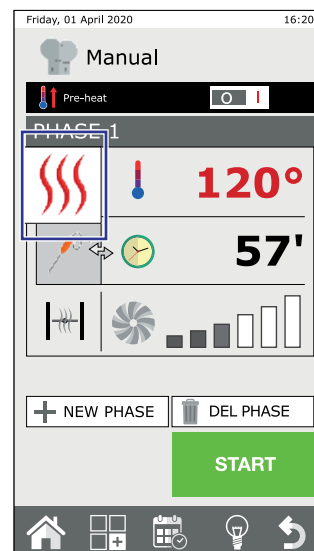 Friday, 01 April 2020 16:20
Manual
Pre-heat O I
PHASE 1
120°
57'
+ NEW PHASE DEL PHASE
START